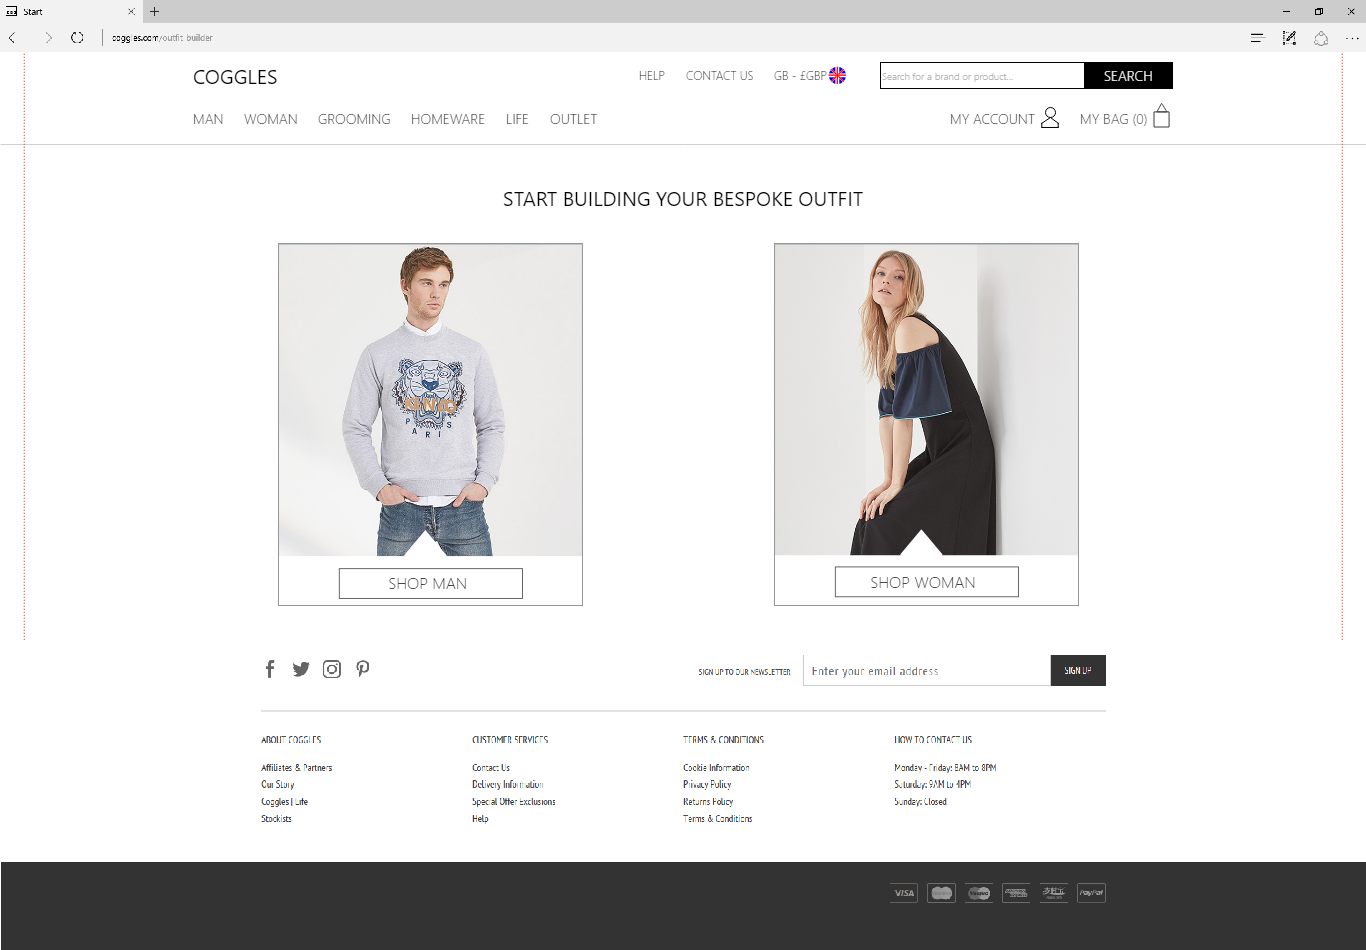 Start
coggles.com/outfit-builder
COGGLES
HELP
CONTACT US
GB - £GBP
Search for a brand or product...
SEARCH
MAN
WOMAN
GROOMING
HOMEWARE
LIFE
OUTLET
MY ACCOUNT
MY BAG (0)
START BUILDING YOUR BESPOKE OUTFIT
KENZO
PARIS
SHOP MAN
SHOP WOMAN
SIGN UP TO OUR NEWSLETTER
Enter your email address
SIGN UP
ABOUT COGGLES
Affiliates & Partners
Our Story
Coggles | Life
Stockists
CUSTOMER SERVICES
Contact Us
Delivery Information
Special Offer Exclusions
Help
TERMS & CONDITIONS
Cookie Information
Privacy Policy
Returns Policy
Terms & Conditions
HOW TO CONTACT US
Monday - Friday: 8AM to 8PM
Saturday: 9AM to 4PM
Sunday: Closed
VISA
PayPal